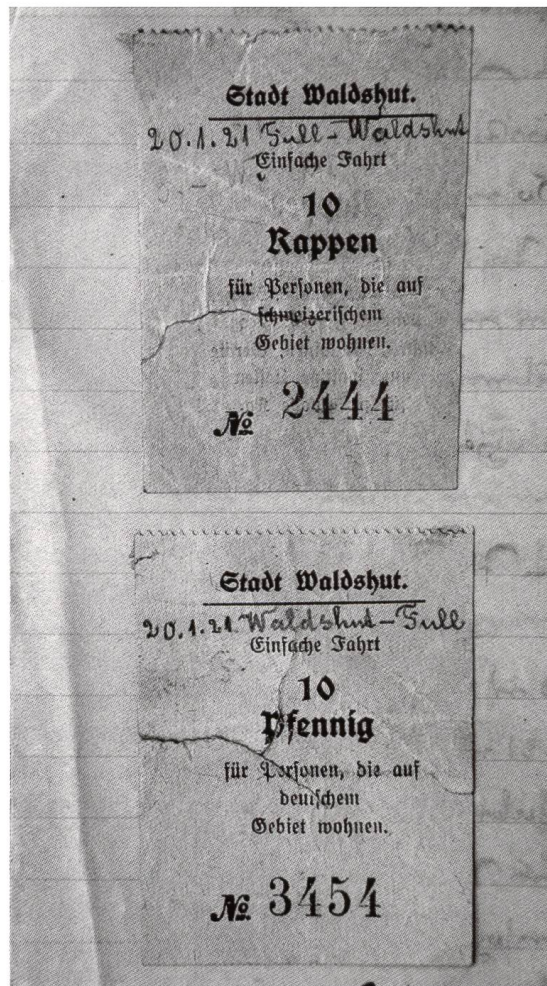 Stadt Waldshut.
20.1.21 Full-Waldshut
Einfache Fahrt
10
Rappen
für Personen, die auf
schweizerischem
Gebiet wohnen.
№ 2444
Stadt Waldshut.
20.1.21 Waldshut-Full
Einfache Fahrt
10
Pfennig
für Personen, die auf
deutschem
Gebiet wohnen.
№ 3454